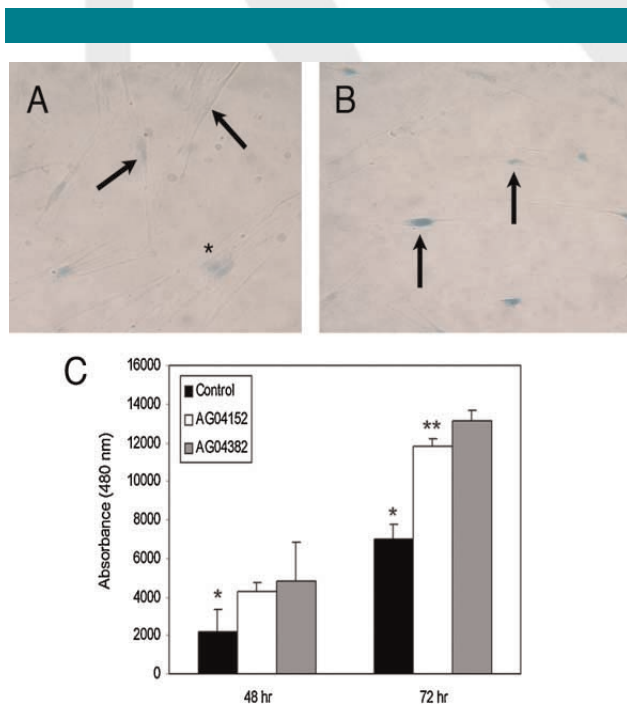 A
B
*
C
16000
14000
12000
10000
8000
6000
4000
2000
0
Absorbance (480 nm)
Control
AG04152
AG04382
*
*
**
48 hr
72 hr